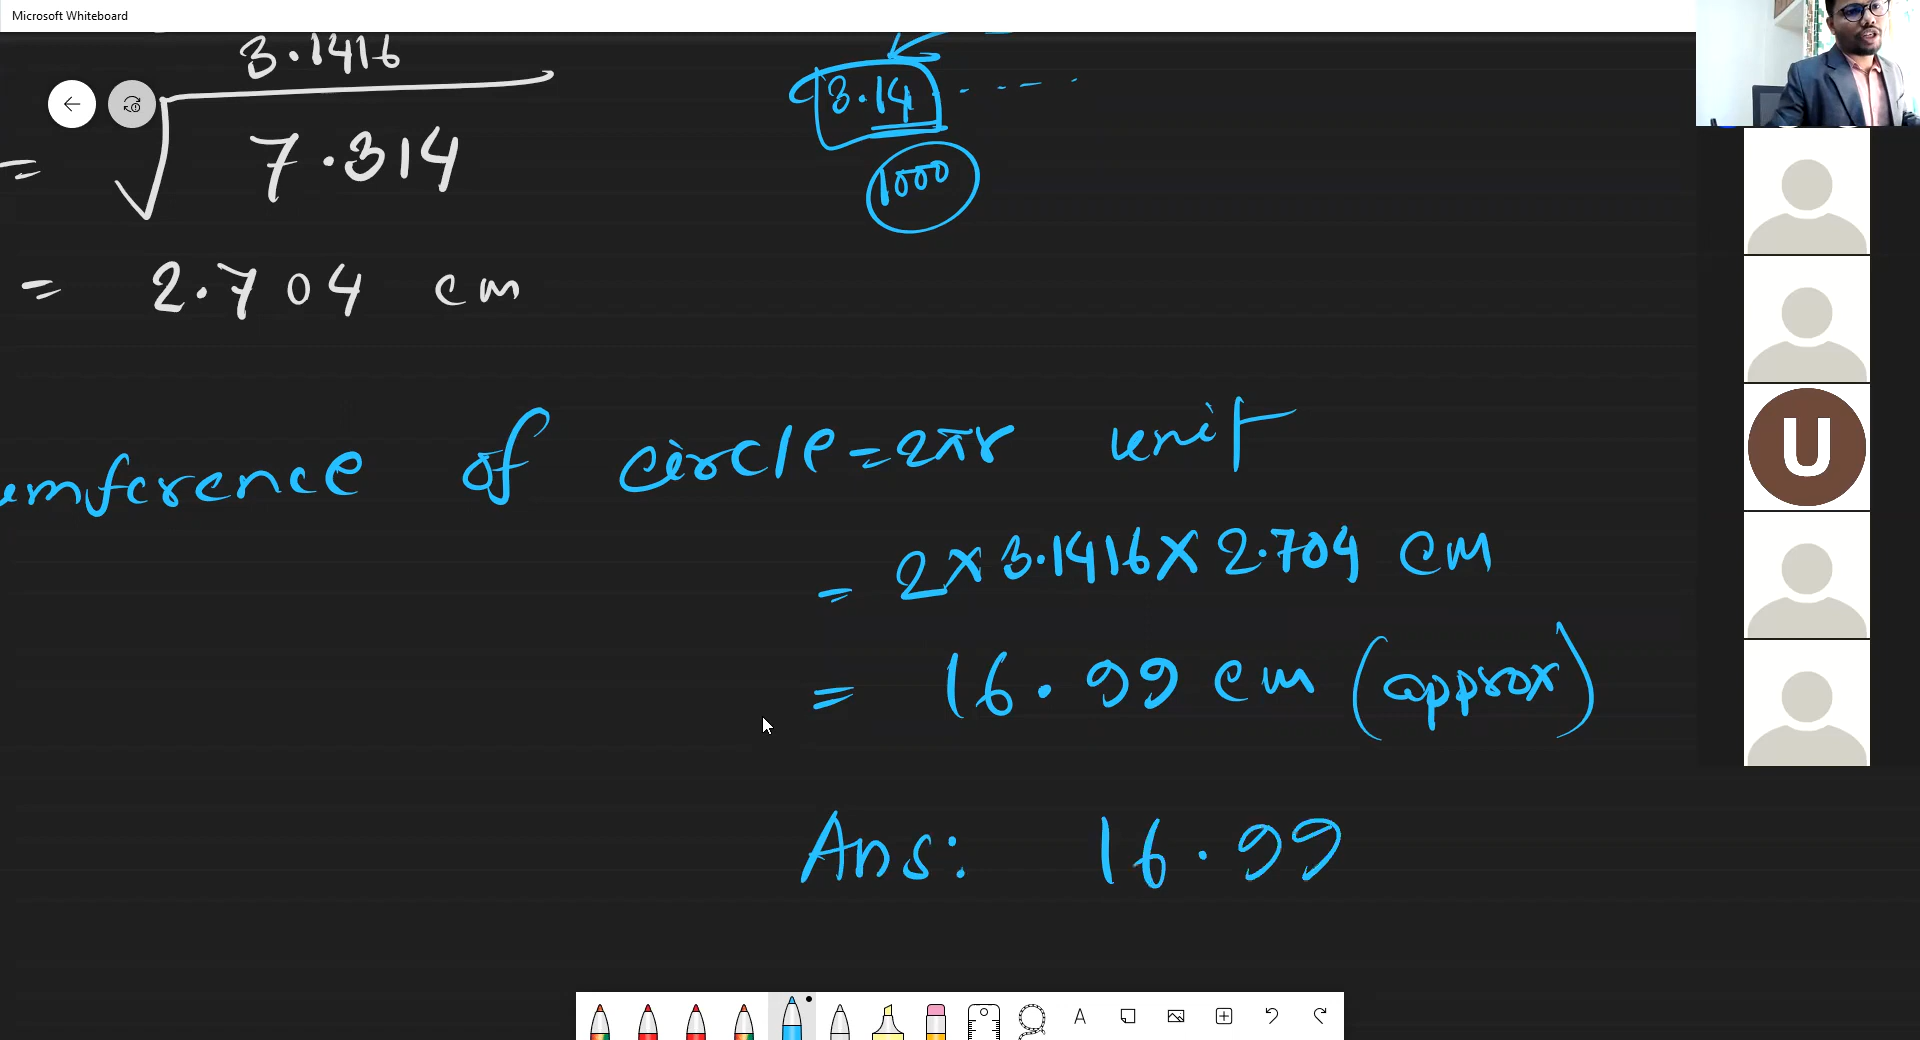 Microsoft Whiteboard
3.1416
3.14 . . - - .
= √7.314
1000
= 2.704 cm
umference of circle = 2πr unit
= 2 × 3.1416 × 2.704 cm
= 16.99 cm (approx)
Ans: 16.99
U
A